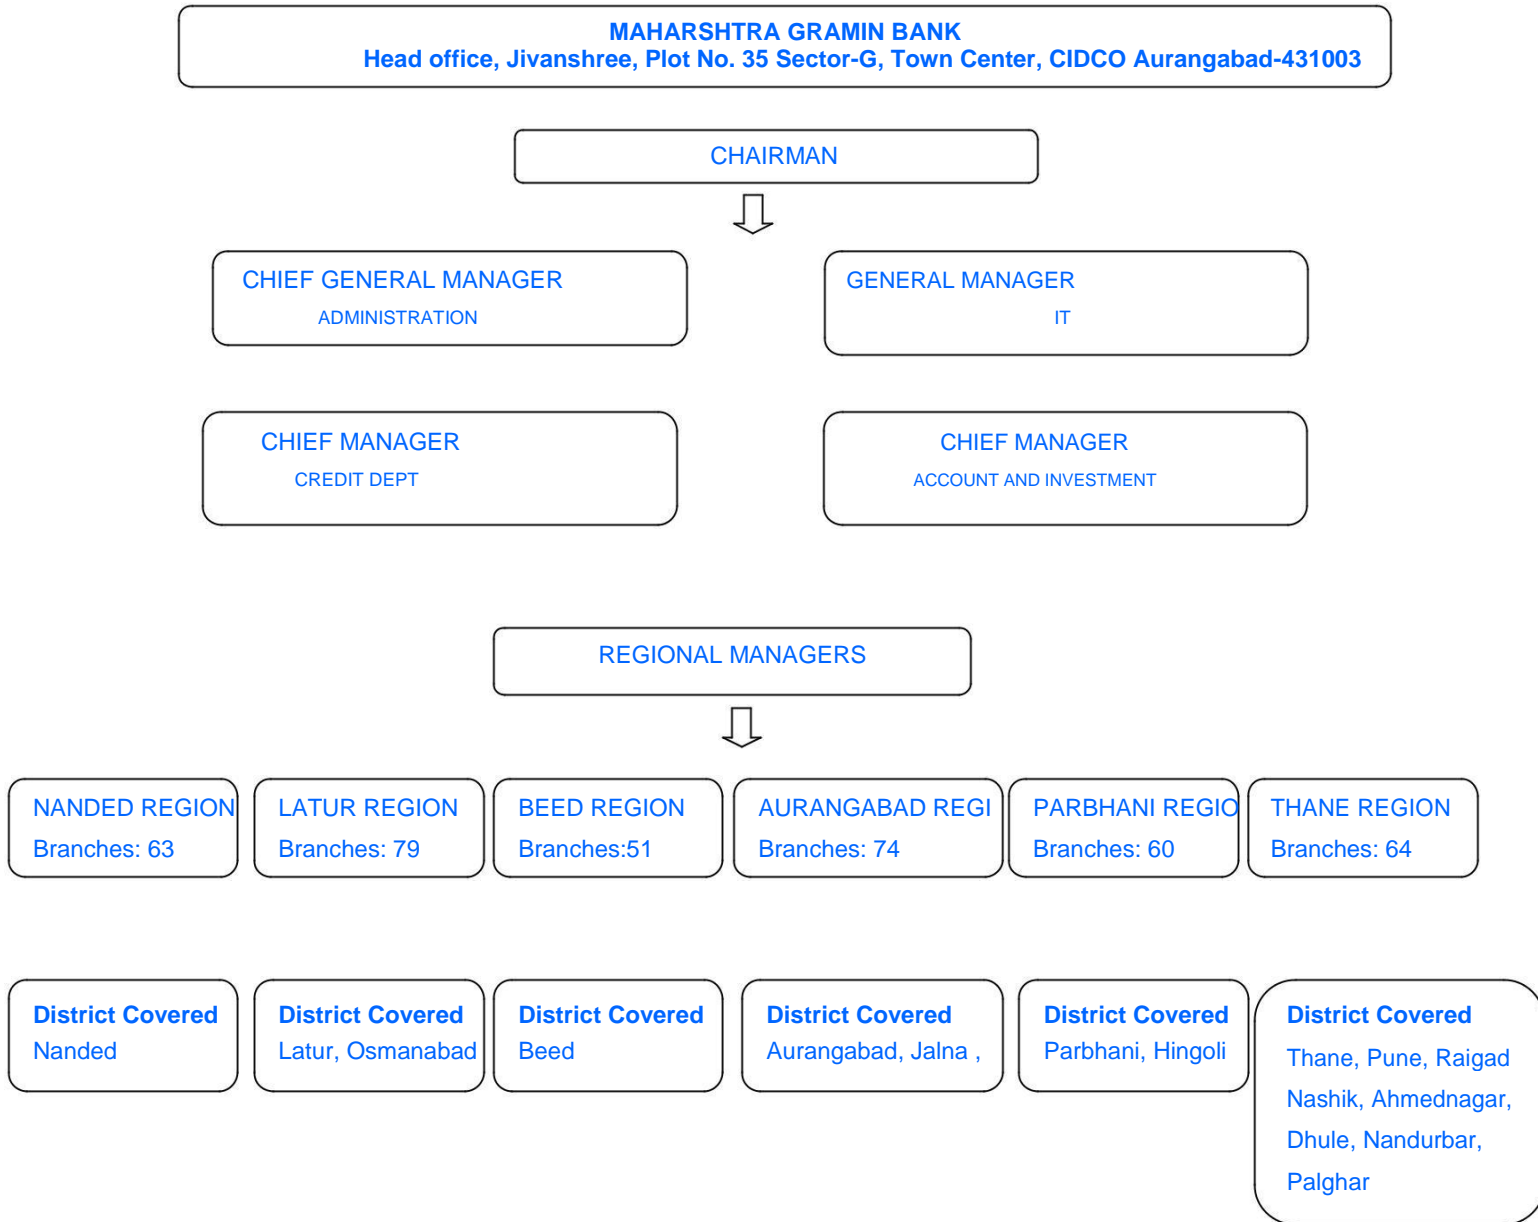 MAHARSHTRA GRAMIN BANK
Head office, Jivanshree, Plot No. 35 Sector-G, Town Center, CIDCO Aurangabad-431003
CHAIRMAN
CHIEF GENERAL MANAGER
ADMINISTRATION
GENERAL MANAGER
IT
CHIEF MANAGER
CREDIT DEPT
CHIEF MANAGER
ACCOUNT AND INVESTMENT
REGIONAL MANAGERS
NANDED REGION
Branches: 63
LATUR REGION
Branches: 79
BEED REGION
Branches:51
AURANGABAD REGI
Branches: 74
PARBHANI REGIO
Branches: 60
THANE REGION
Branches: 64
District Covered
Nanded
District Covered
Latur, Osmanabad
District Covered
Beed
District Covered
Aurangabad, Jalna ,
District Covered
Parbhani, Hingoli
District Covered
Thane, Pune, Raigad
Nashik, Ahmednagar,
Dhule, Nandurbar,
Palghar